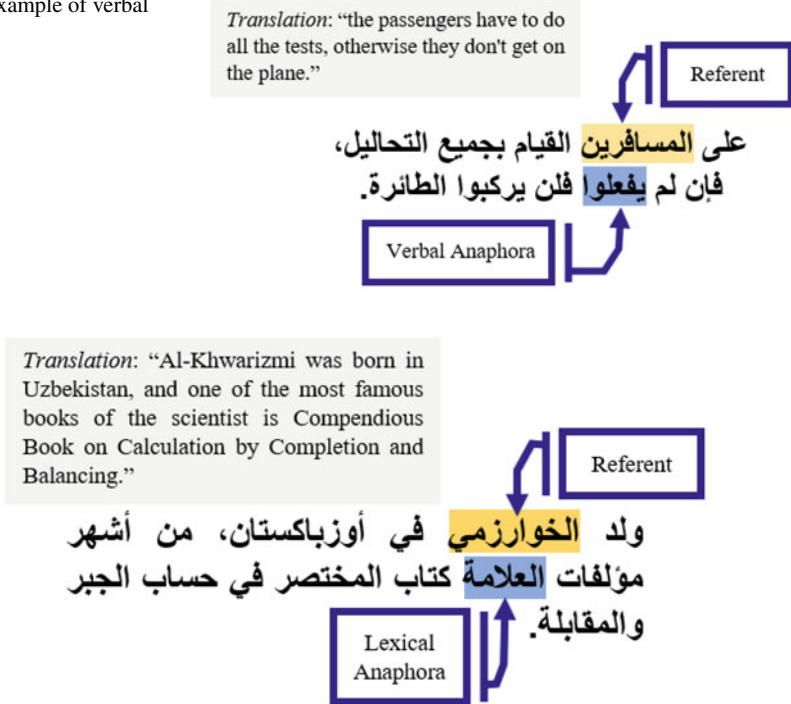 xample of verbal
Translation: “the passengers have to do
all the tests, otherwise they don't get on
the plane.”
Referent
على المسافرين القيام بجميع التحاليل،
فإن لم يفعلوا فلن يركبوا الطائرة.
Verbal Anaphora
Translation: “Al-Khwarizmi was born in
Uzbekistan, and one of the most famous
books of the scientist is Compendious
Book on Calculation by Completion and
Balancing.”
Referent
ولد الخوارزمي في أوزباكستان، من أشهر
مؤلفات العلامة كتاب المختصر في حساب الجبر
والمقابلة.
Lexical
Anaphora